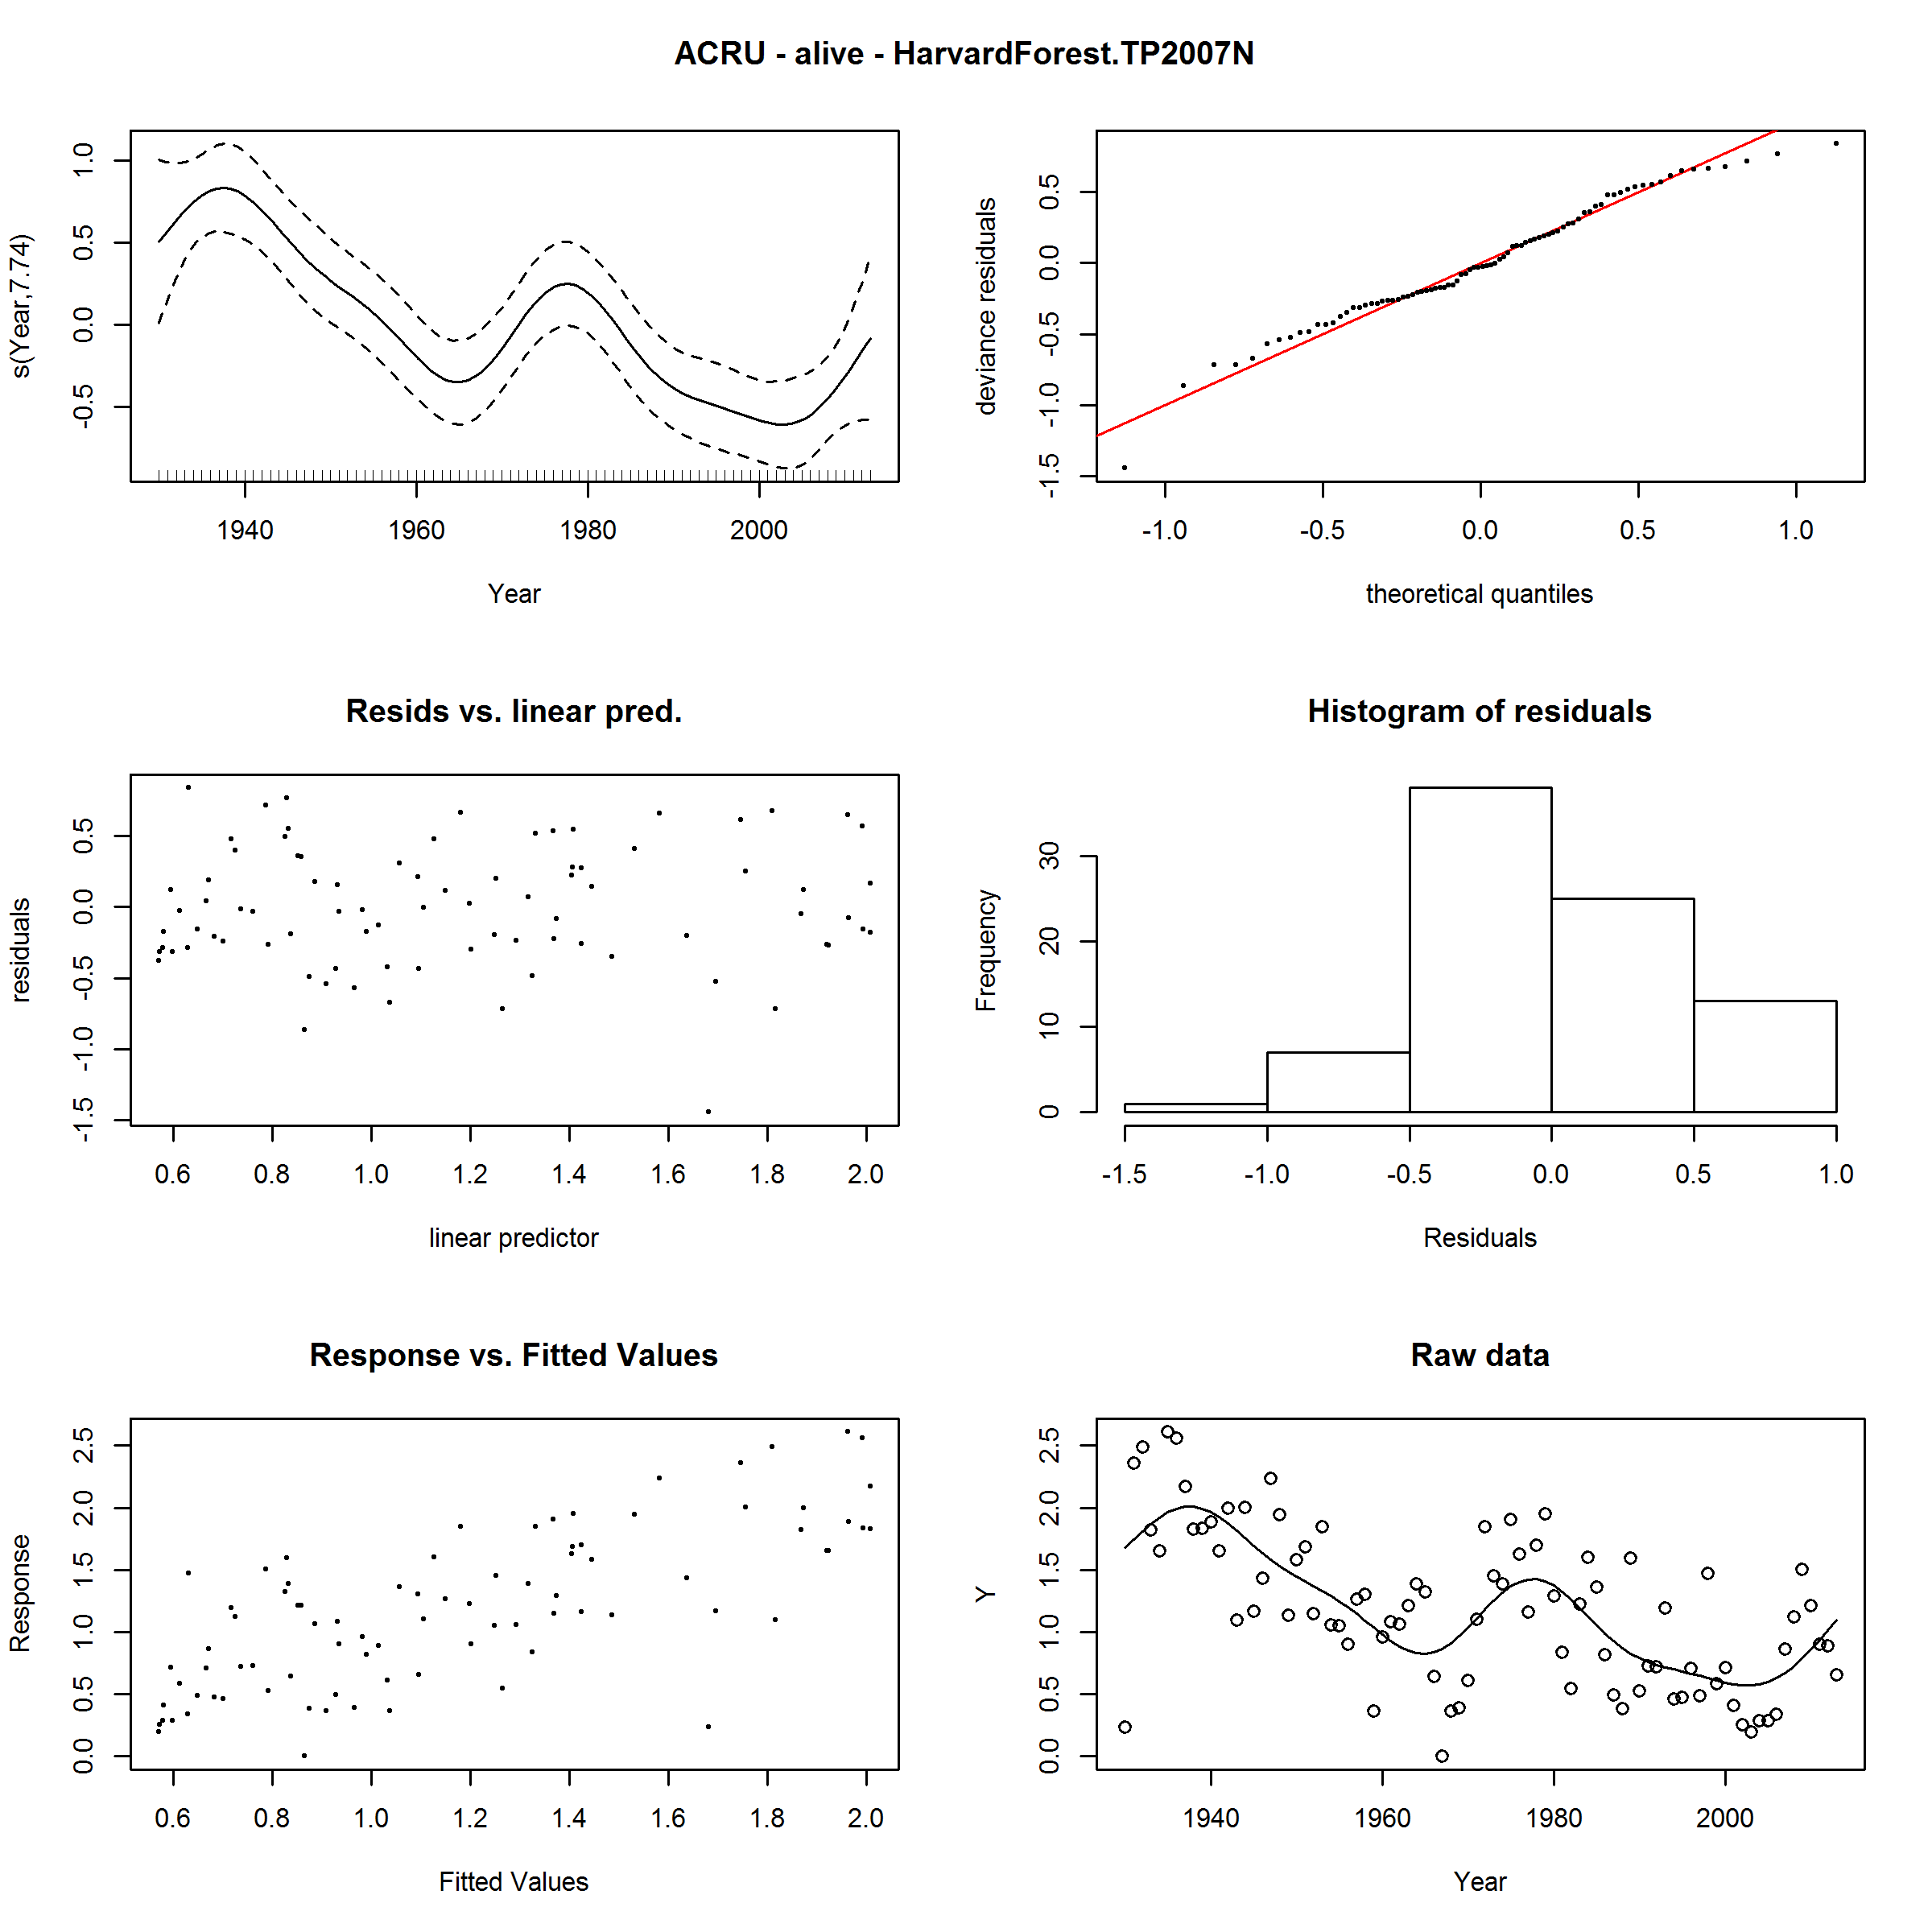 ACRU - alive - HarvardForest.TP2007N
s(Year,7.74)
1.0
0.5
0.0
-0.5
1940 1960 1980 2000
Year
deviance residuals
0.5
0.0
-0.5
-1.0
-1.5
-1.0 -0.5 0.0 0.5 1.0
theoretical quantiles
Resids vs. linear pred.
residuals
0.5
0.0
-0.5
-1.0
-1.5
0.6 0.8 1.0 1.2 1.4 1.6 1.8 2.0
linear predictor
Histogram of residuals
Frequency
30
20
10
0
-1.5 -1.0 -0.5 0.0 0.5 1.0
Residuals
Response vs. Fitted Values
Response
2.5
2.0
1.5
1.0
0.5
0.0
0.6 0.8 1.0 1.2 1.4 1.6 1.8 2.0
Fitted Values
Raw data
Y
2.5
2.0
1.5
1.0
0.5
0.0
1940 1960 1980 2000
Year